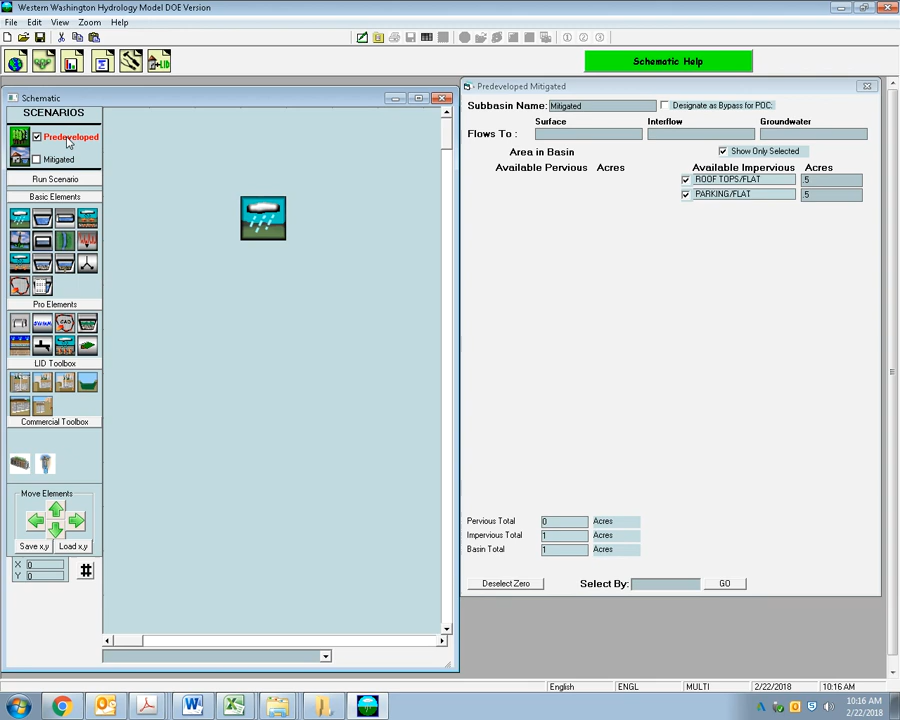 Western Washington Hydrology Model DOE Version
File Edit View Zoom Help
Schematic Help
Schematic
SCENARIOS
Predeveloped
Mitigated
Run Scenario
Basic Elements
Pro Elements
LID Toolbox
Commercial Toolbox
Move Elements
Save x,y Load x,y
X 0
Y 0
#
Predeveloped Mitigated
Subbasin Name: Mitigated Designate as Bypass for POC:
Surface Interflow Groundwater
Flows To :
Area in Basin Show Only Selected
Available Pervious Acres Available Impervious Acres
ROOF TOPS/FLAT .5
PARKING/FLAT .5
Pervious Total 0 Acres
Impervious Total 1 Acres
Basin Total 1 Acres
Deselect Zero Select By: GO
English ENGL MULTI 2/22/2018 10:16 AM
10:16 AM
2/22/2018